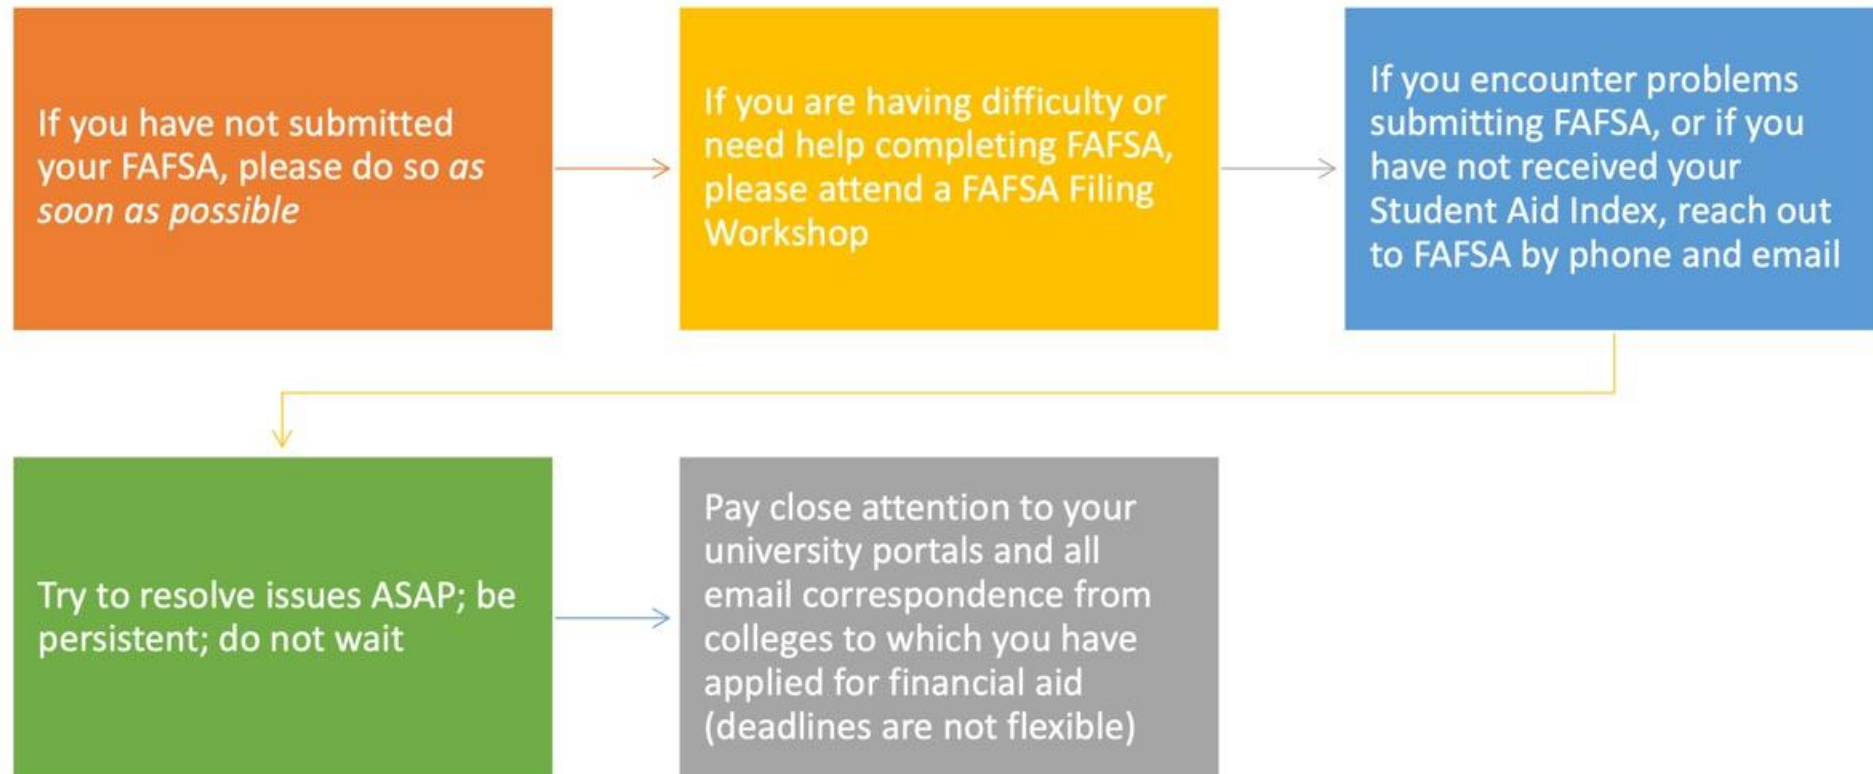 If you have not submitted
your FAFSA, please do so as
soon as possible
If you are having difficulty or
need help completing FAFSA,
please attend a FAFSA Filing
Workshop
If you encounter problems
submitting FAFSA, or if you
have not received your
Student Aid Index, reach out
to FAFSA by phone and email
Try to resolve issues ASAP; be
persistent; do not wait
Pay close attention to your
university portals and all
email correspondence from
colleges to which you have
applied for financial aid
(deadlines are not flexible)